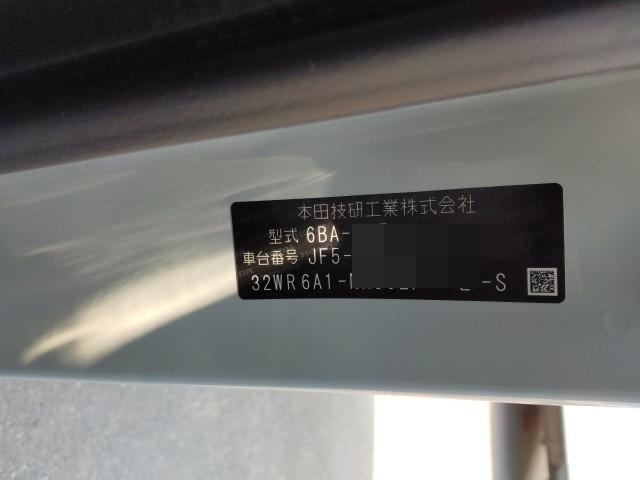 本田技研工業株式会社
型式 6BA-
車台番号 JF5-
32WR6A1- -S